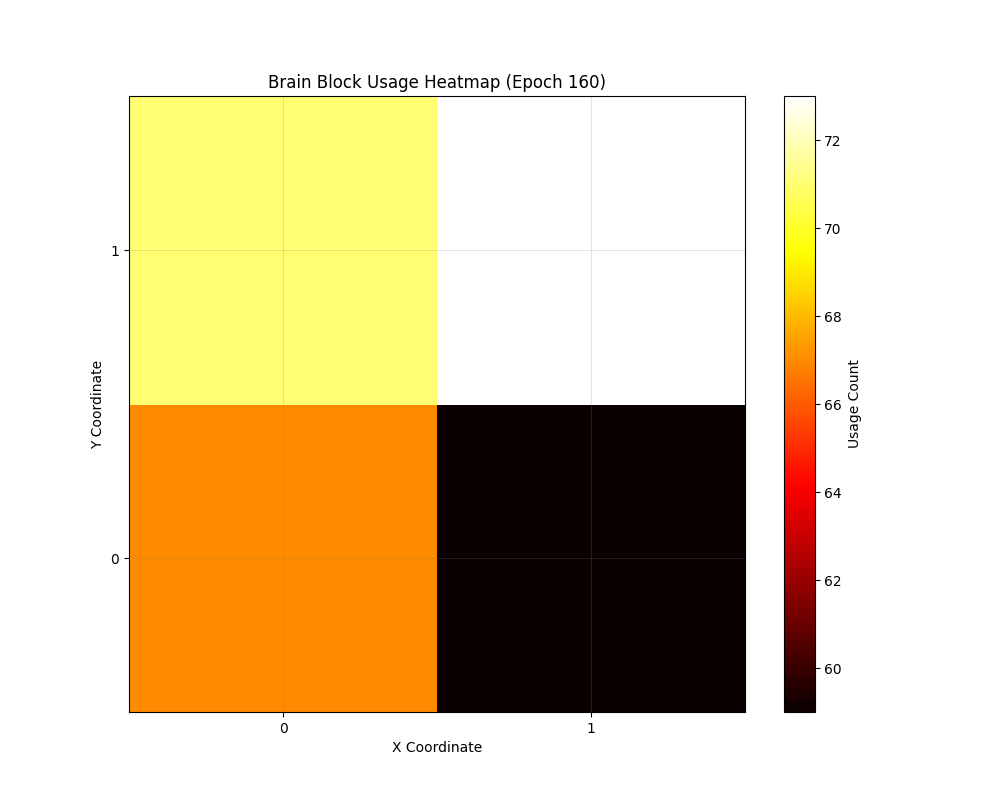 Brain Block Usage Heatmap (Epoch 160)
1
0
Y Coordinate
0
1
X Coordinate
72
70
68
66
64
62
60
Usage Count